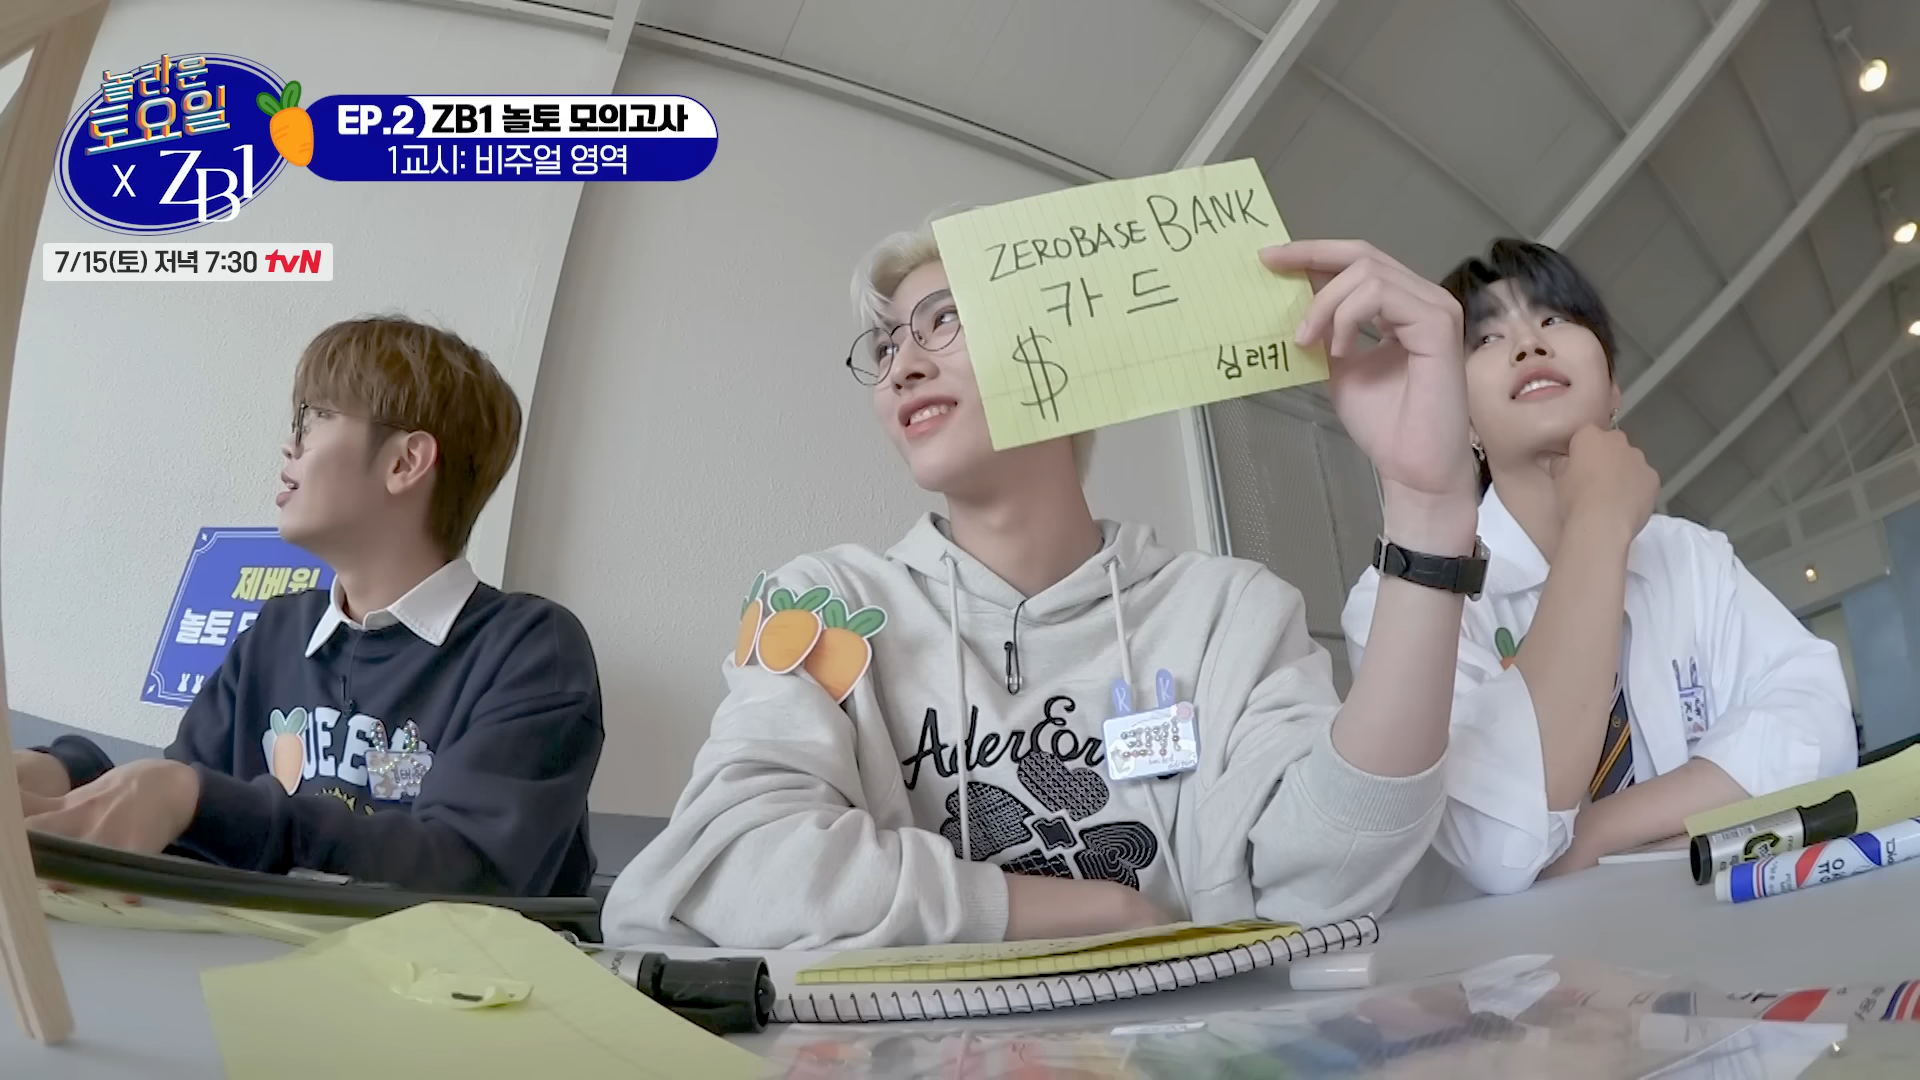 놀라운
토요일
X ZB1
EP.2 ZB1 놀토 모의고사
1교시: 비주얼 영역
7/15(토) 저녁 7:30 tvN
ZEROBASE BANK
카드
$
심리키
제베원
놀토
K K
리키